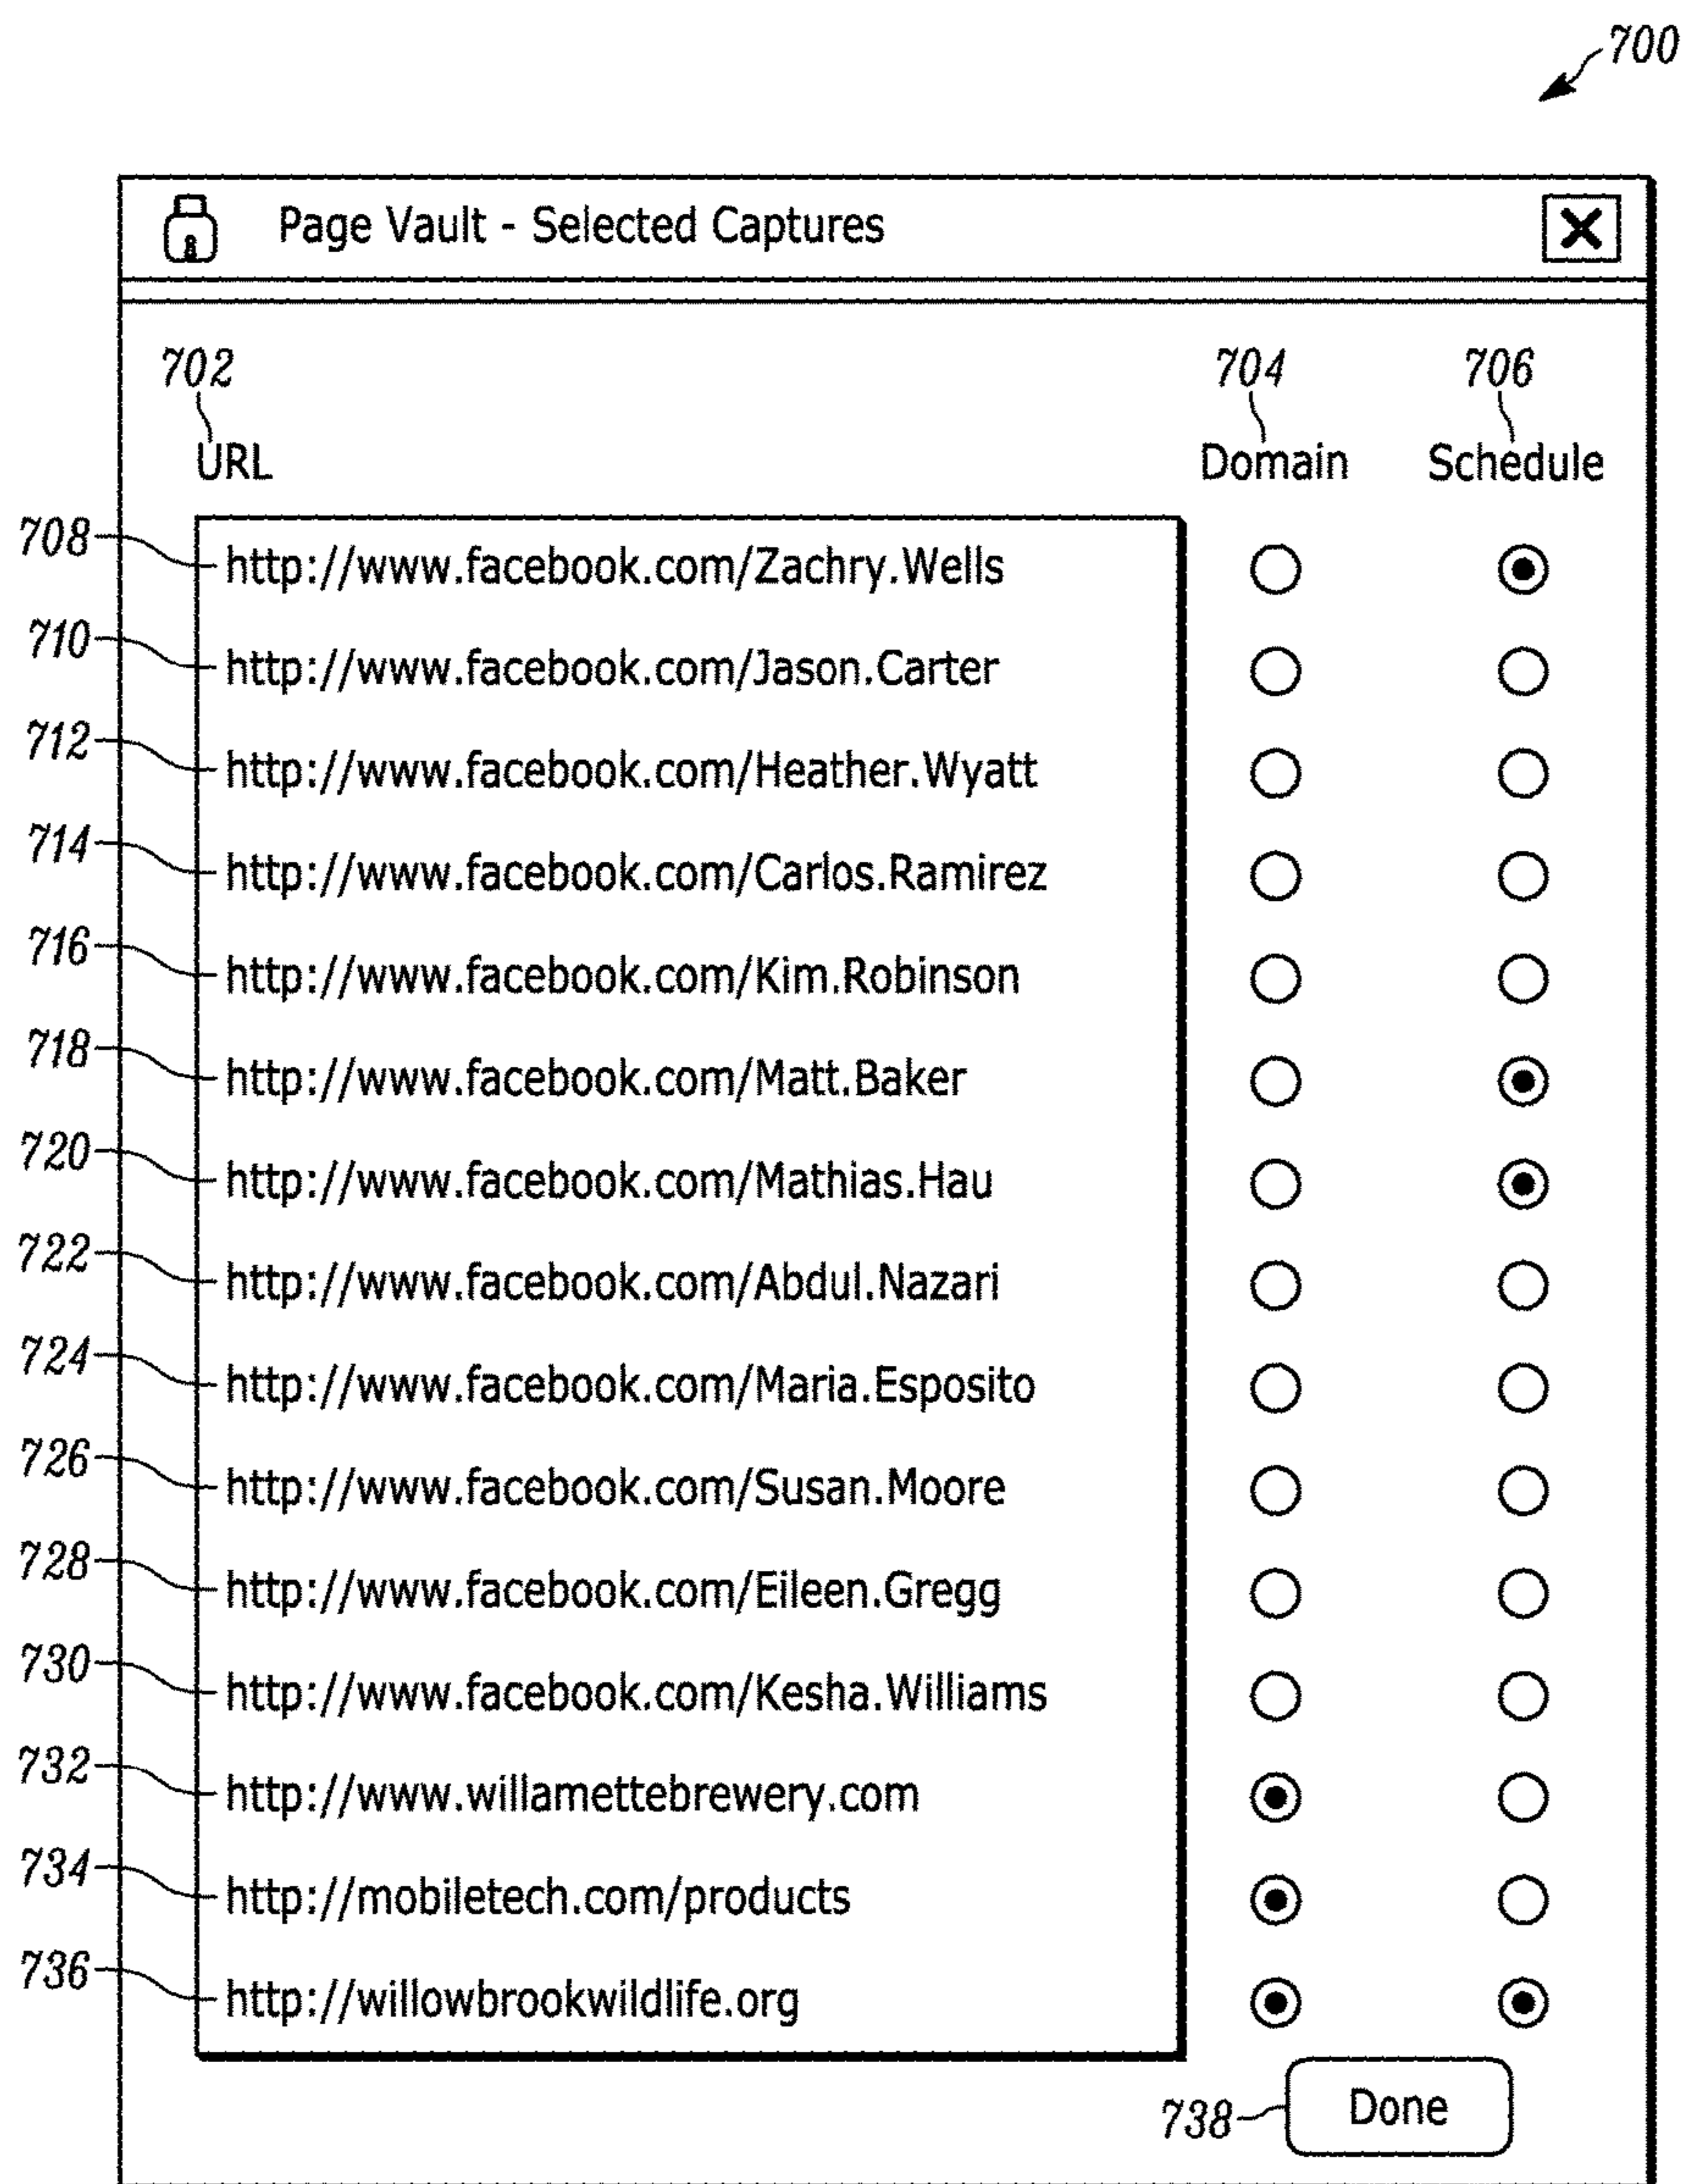 700
Page Vault - Selected Captures
702 704 706
URL Domain Schedule
708 http://www.facebook.com/Zachry.Wells
710 http://www.facebook.com/Jason.Carter
712 http://www.facebook.com/Heather.Wyatt
714 http://www.facebook.com/Carlos.Ramirez
716 http://www.facebook.com/Kim.Robinson
718 http://www.facebook.com/Matt.Baker
720 http://www.facebook.com/Mathias.Hau
722 http://www.facebook.com/Abdul.Nazari
724 http://www.facebook.com/Maria.Esposito
726 http://www.facebook.com/Susan.Moore
728 http://www.facebook.com/Eileen.Gregg
730 http://www.facebook.com/Kesha.Williams
732 http://www.willamettebrewery.com
734 http://mobiletech.com/products
736 http://willowbrookwildlife.org
738 Done